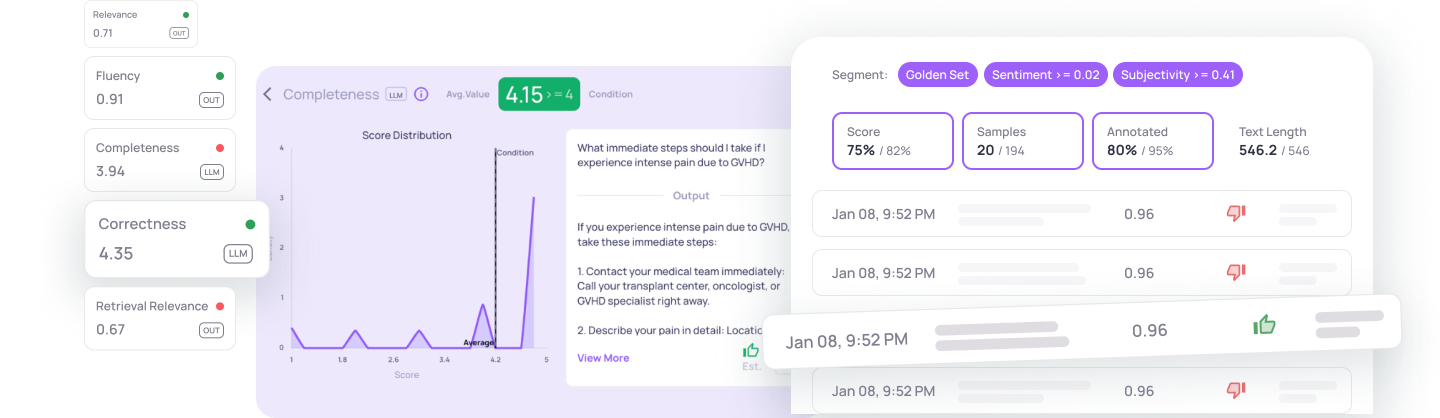 Relevance
0.71
OUT
Fluency
0.91
OUT
Completeness
3.94
LLM
Correctness
4.35
LLM
Retrieval Relevance
0.67
OUT
Completeness LLM
Avg.Value 4.15 >= 4 Condition
Score Distribution
Condition
4
3
2
1
0
Average
1 1.8 2.6 3.4 4.2 5
Score
What immediate steps should I take if I
experience intense pain due to GVHD?
Output
If you experience intense pain due to GVHD,
take these immediate steps:
1. Contact your medical team immediately:
Call your transplant center, oncologist, or
GVHD specialist right away.
2. Describe your pain in detail: Locatio
View More
Est.
Segment: Golden Set Sentiment >= 0.02 Subjectivity >= 0.41
Score
75% / 82%
Samples
20 / 194
Annotated
80% / 95%
Text Length
546.2 / 546
Jan 08, 9:52 PM 0.96
Jan 08, 9:52 PM 0.96
Jan 08, 9:52 PM 0.96
Jan 08, 9:52 PM 0.96